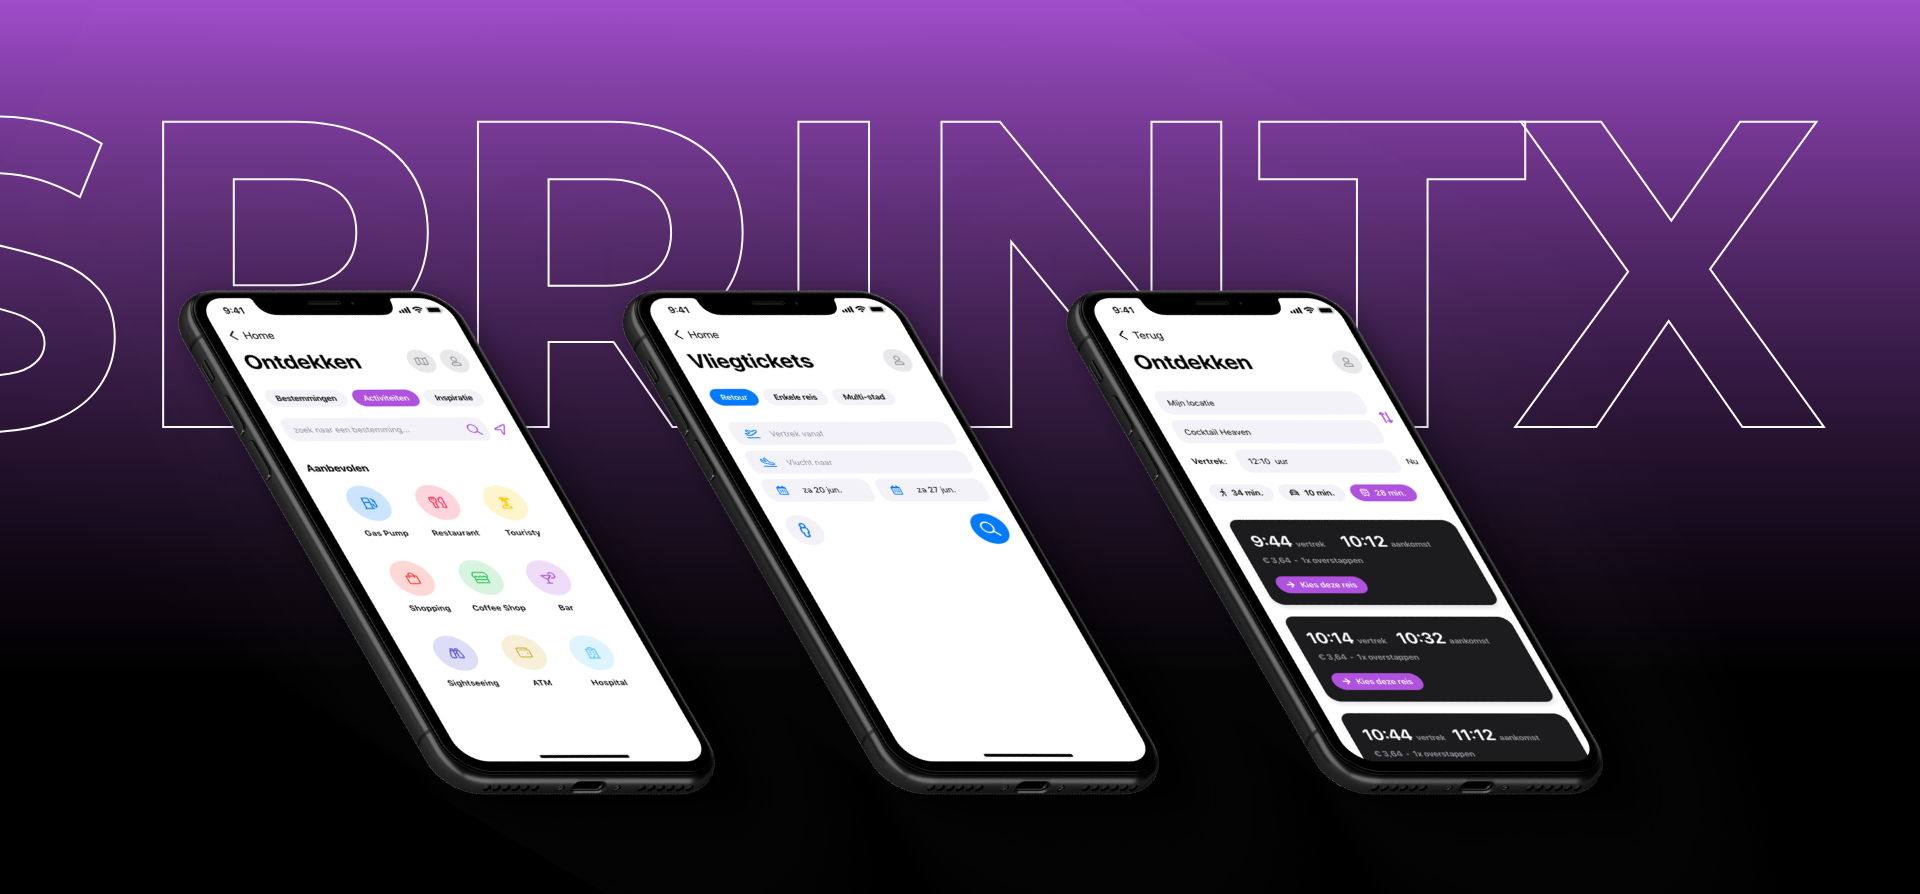 SPRINTX
9:41
Home
Ontdekken
Bestemmingen Activiteiten Inspiratie
zoek naar een bestemming...
Aanbevolen
Gas Pump Restaurant Touristy
Shopping Coffee Shop Bar
Sightseeing ATM Hospital
9:41
Home
Vliegtickets
Retour Enkele reis Multi-stad
Vertrek vanaf
Vlucht naar
za 20 jun. za 27 jun.
9:41
Terug
Ontdekken
Mijn locatie
Cocktail Heaven
Vertrek: 12:10 uur Nu
34 min. 10 min. 28 min.
9:44 vertrek 10:12 aankomst
€ 3,64 - 1x overstappen
Kies deze reis
10:14 vertrek 10:32 aankomst
€ 3,64 - 1x overstappen
Kies deze reis
10:44 vertrek 11:12 aankomst
€ 3,64 - 1x overstappen